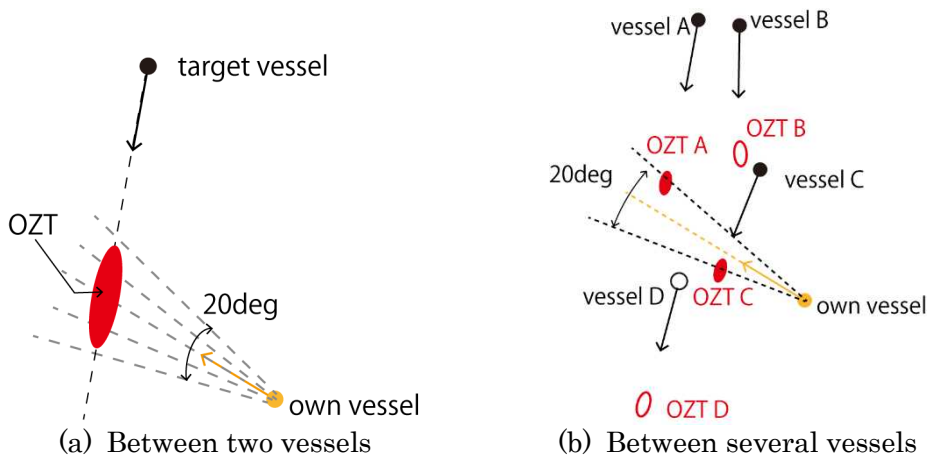 target vessel
OZT
20deg
own vessel
(a) Between two vessels
vessel A
vessel B
OZT B
OZT A
20deg
vessel C
vessel D
OZT C
own vessel
OZT D
(b) Between several vessels